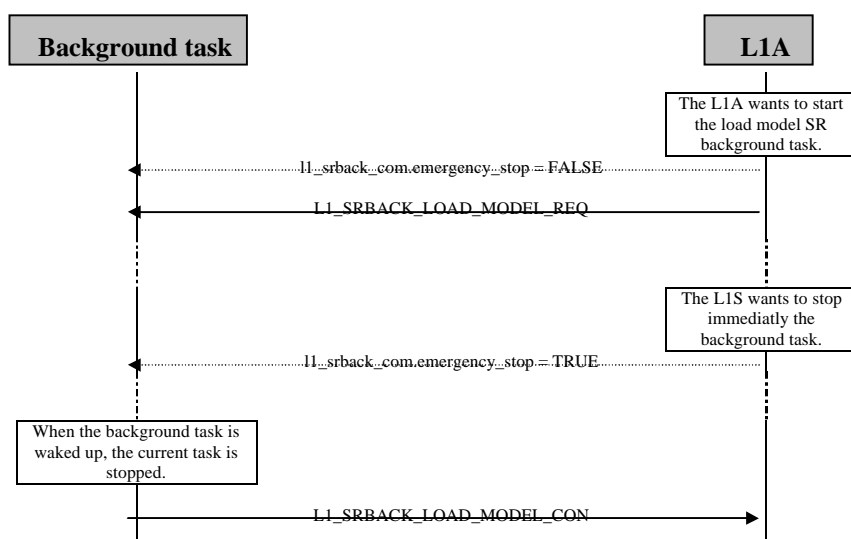 Background task
L1A
The L1A wants to start
the load model SR
background task.
l1_srback_com.emergency_stop = FALSE
L1_SRBACK_LOAD_MODEL_REQ
The L1S wants to stop
immediatly the
background task.
l1_srback_com.emergency_stop = TRUE
When the background task is
waked up, the current task is
stopped.
L1_SRBACK_LOAD_MODEL_CON